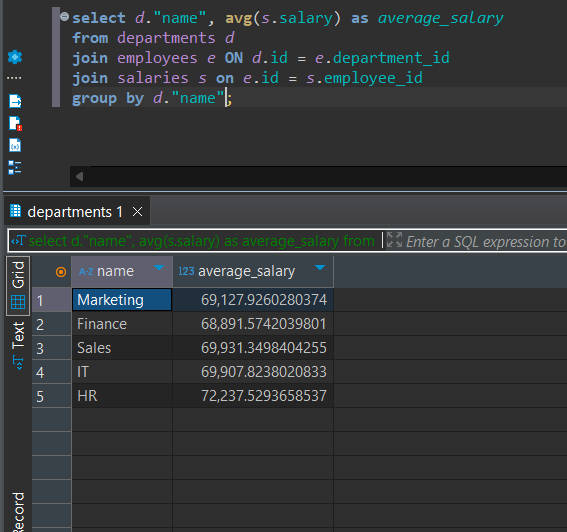 select d."name", avg(s.salary) as average_salary
from departments d
join employees e ON d.id = e.department_id
join salaries s on e.id = s.employee_id
group by d."name";
departments 1
select d."name", avg(s.salary) as average_salary from
Enter a SQL expression to
Grid
Text
Record
A-Z name 123 average_salary
1 Marketing 69,127.9260280374
2 Finance 68,891.5742039801
3 Sales 69,931.3498404255
4 IT 69,907.8238020833
5 HR 72,237.5293658537